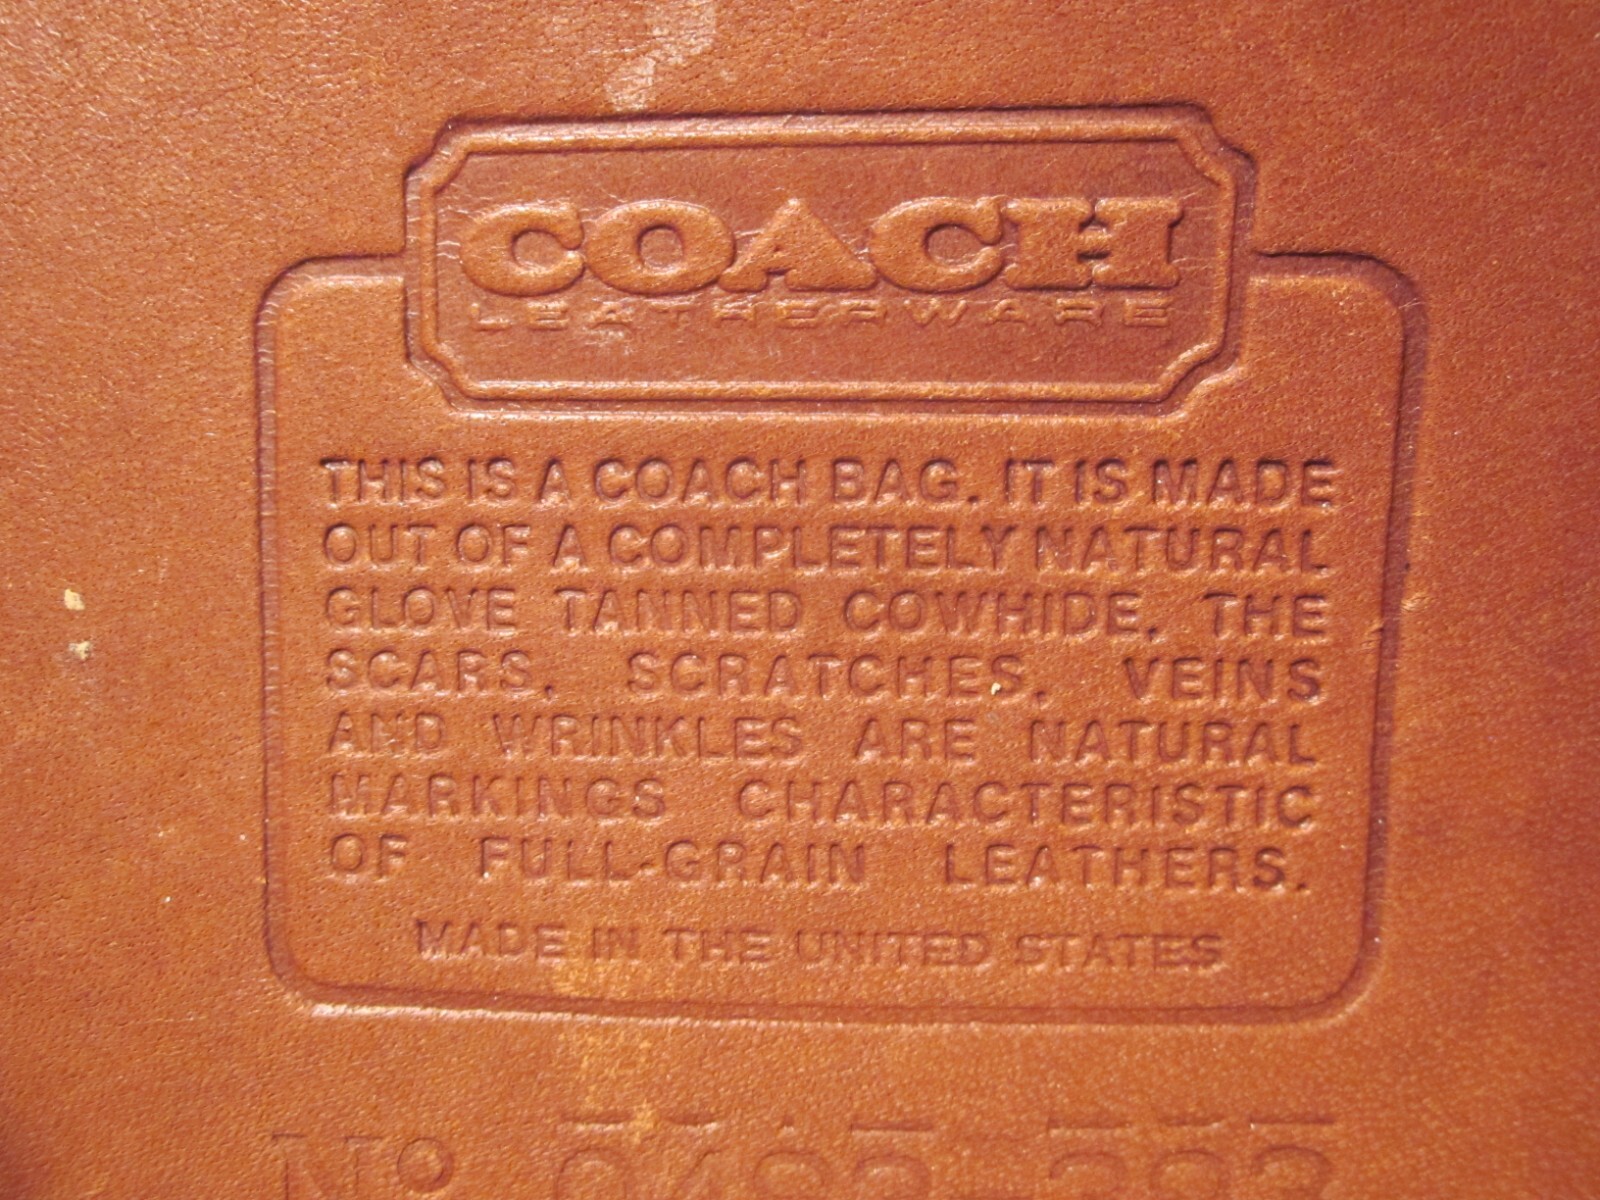 COACH
LEATHERWARE
THIS IS A COACH BAG. IT IS MADE
OUT OF A COMPLETELY NATURAL
GLOVE TANNED COWHIDE. THE
SCARS, SCRATCHES, VEINS
AND WRINKLES ARE NATURAL
MARKINGS CHARACTERISTIC
OF FULL-GRAIN LEATHERS.
MADE IN THE UNITED STATES
Nº